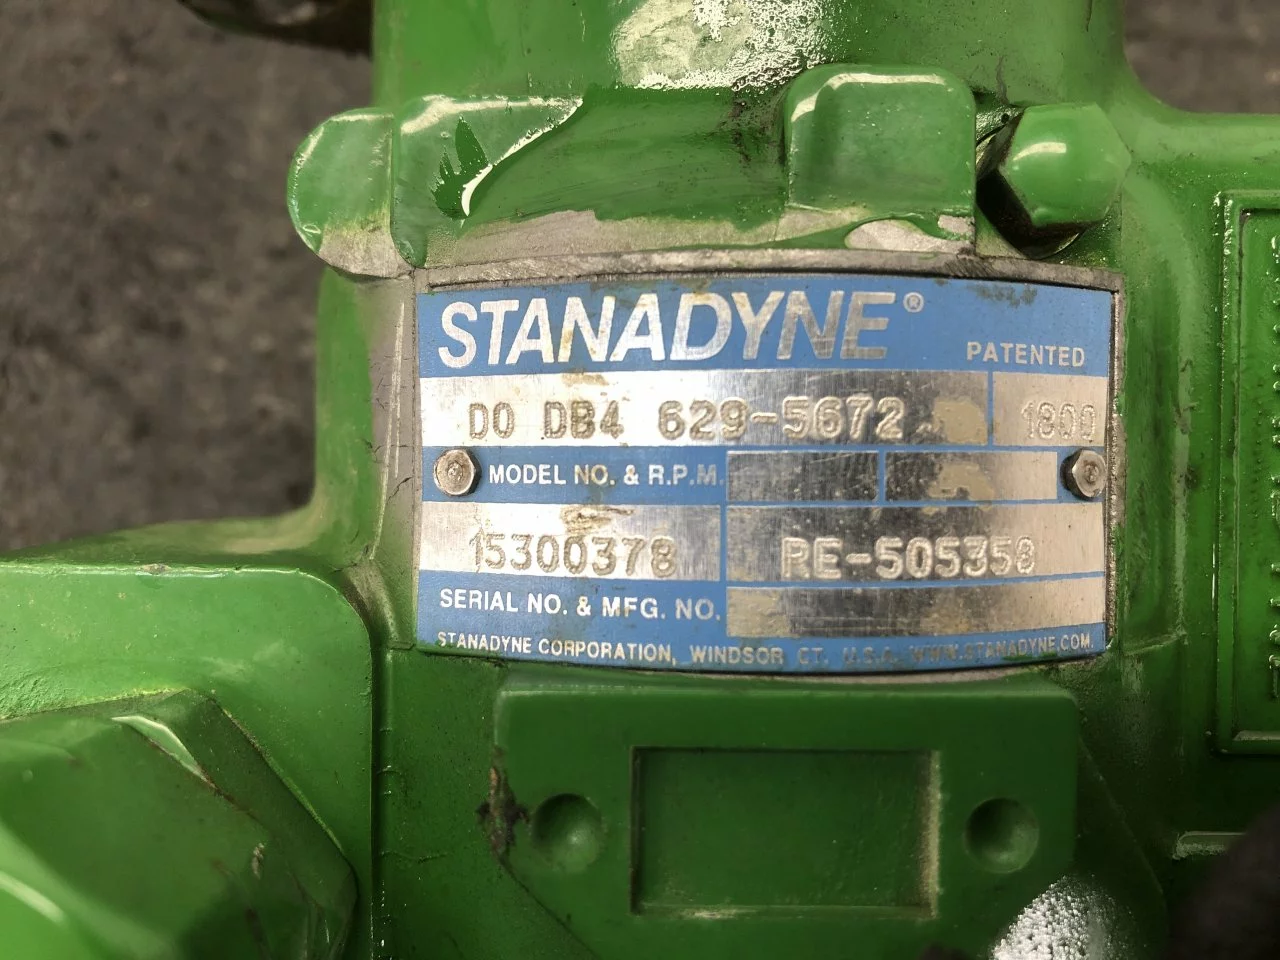 STANADYNE®
PATENTED
DO DB4 629-5672 1800
MODEL NO. & R.P.M.
15300378 RE-505358
SERIAL NO. & MFG. NO.
STANADYNE CORPORATION, WINDSOR CT. U.S.A. WWW.STANADYNE.COM.